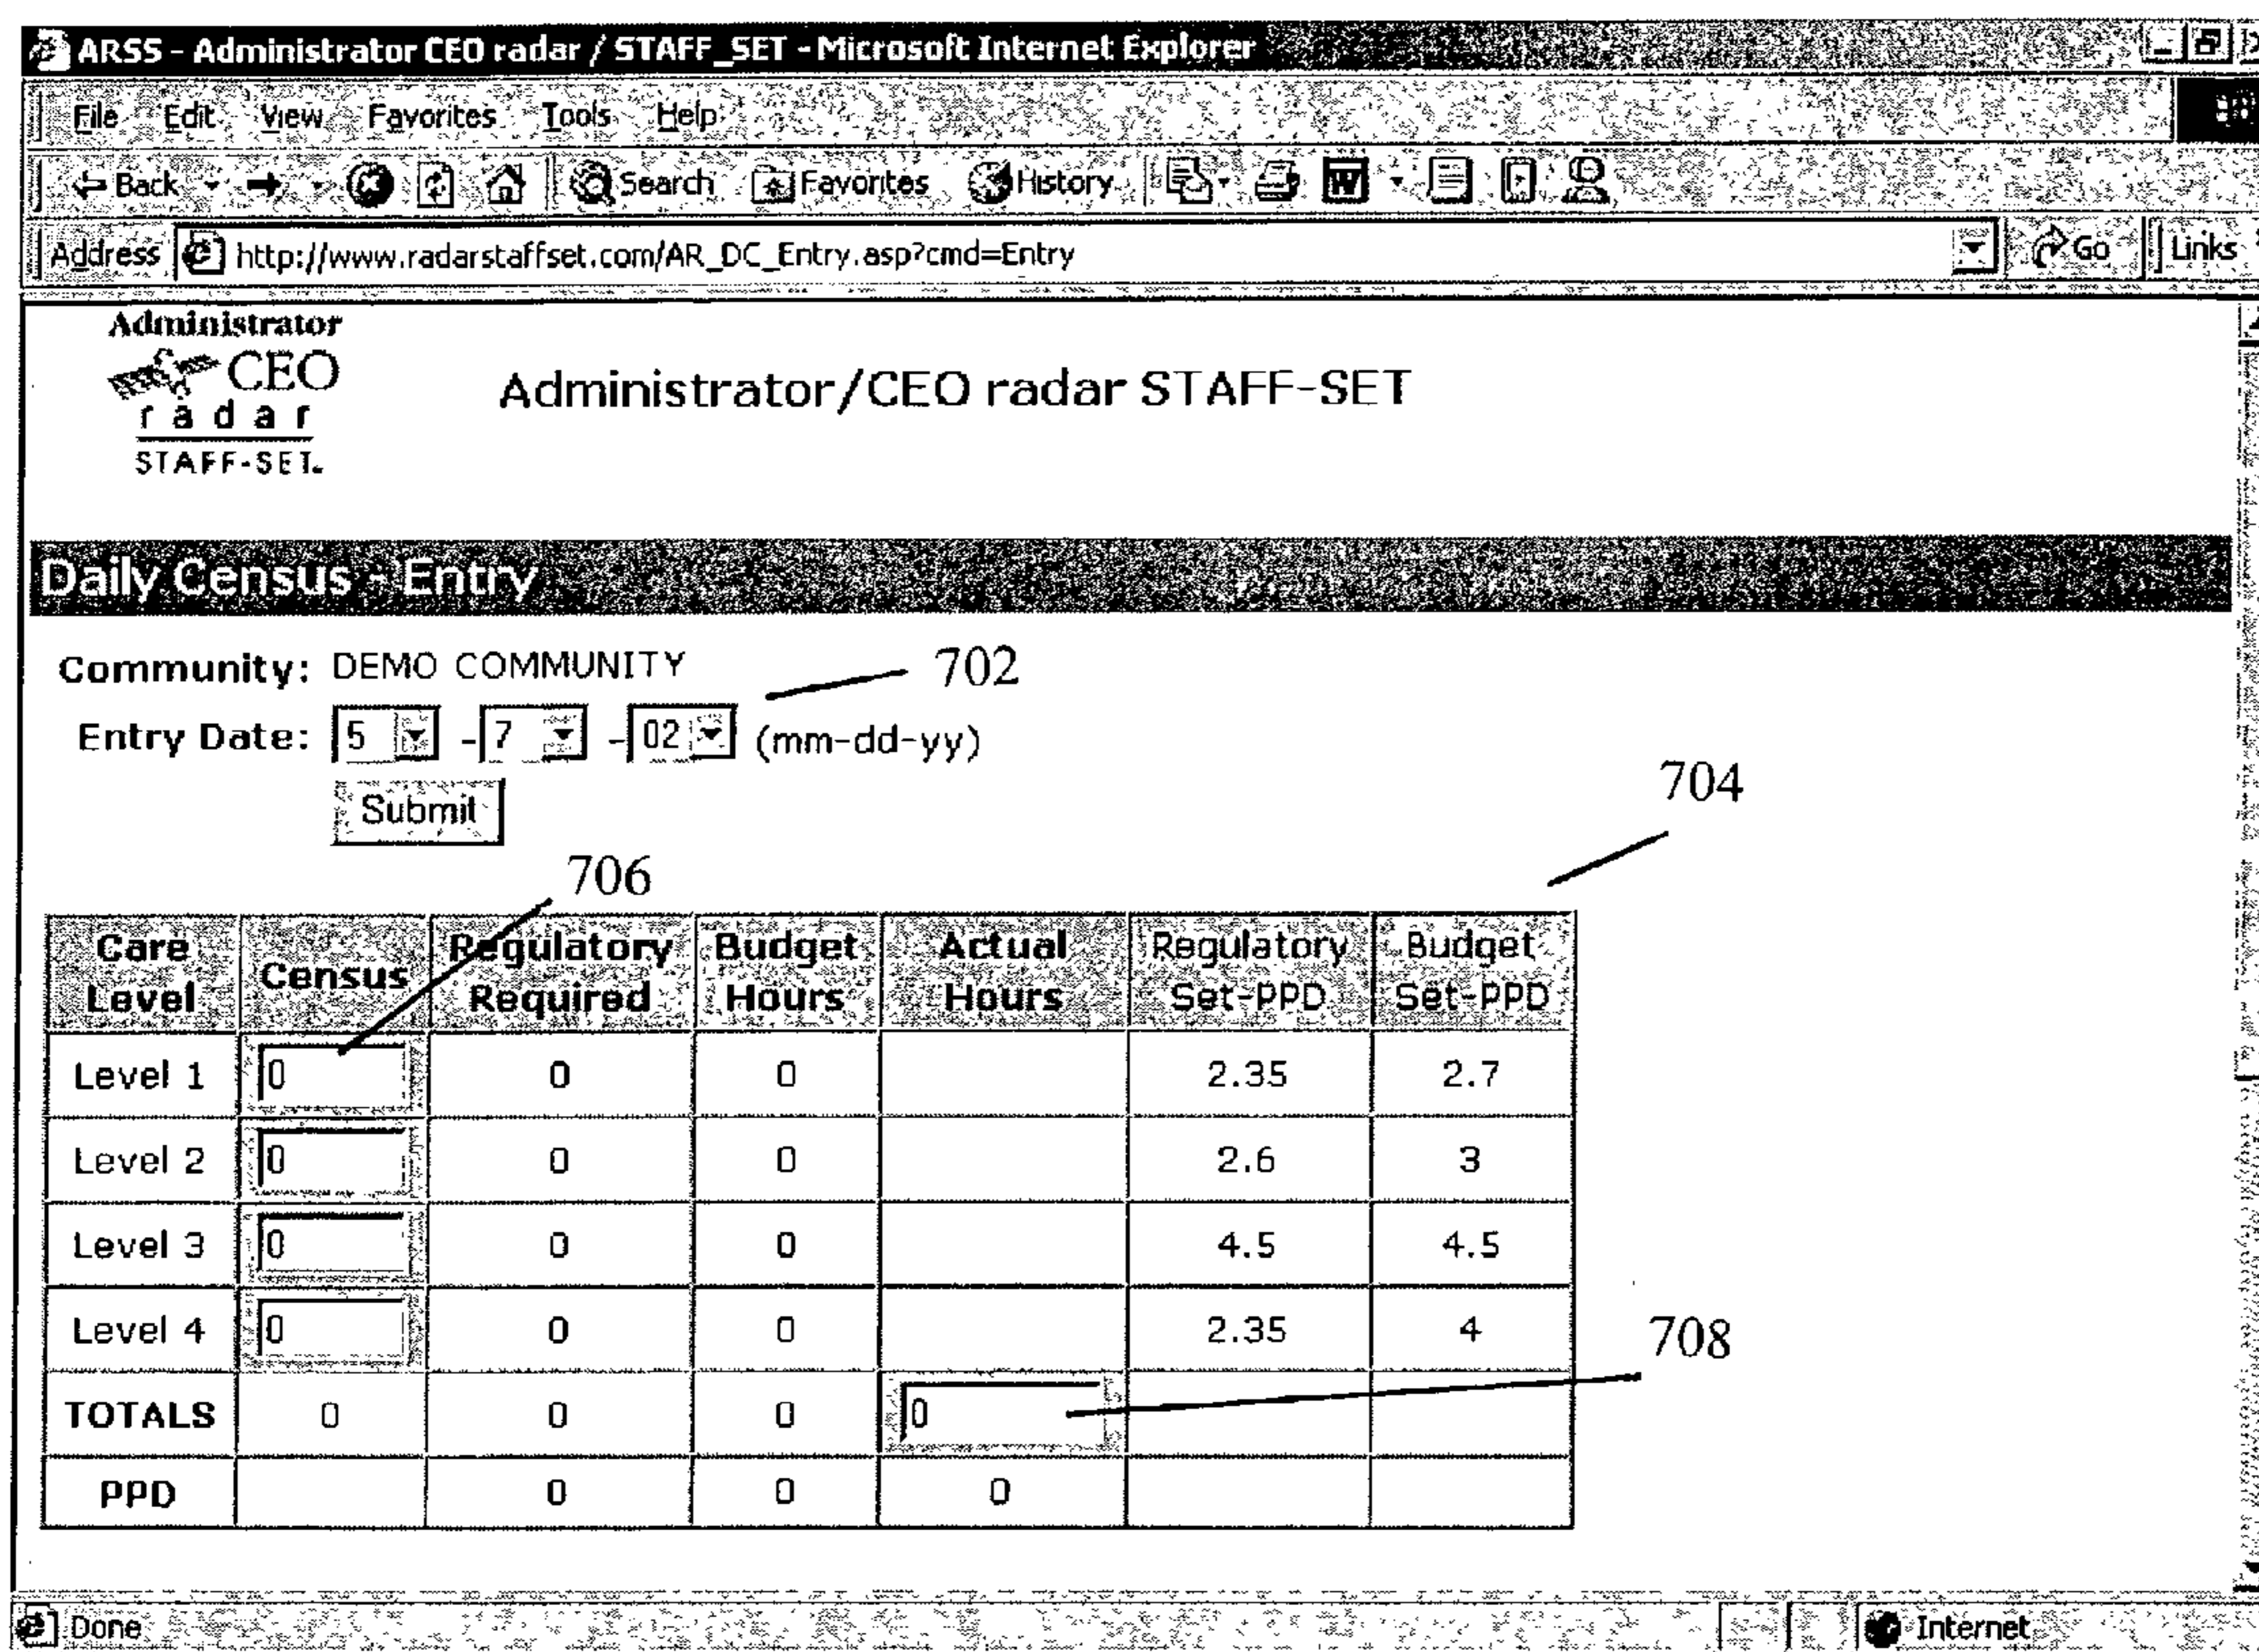 ARSS - Administrator CEO radar / STAFF_SET - Microsoft Internet Explorer
File Edit View Favorites Tools Help
Back Search Favorites History
Address http://www.radarstaffset.com/AR_DC_Entry.asp?cmd=Entry Go Links
Administrator
CEO
radar
STAFF-SET™
Administrator/CEO radar STAFF-SET
Daily Census - Entry
Community: DEMO COMMUNITY 702
Entry Date: 5 - 7 - 02 (mm-dd-yy)
704
Submit
706
Care Level Census Regulatory Required Budget Hours Actual Hours Regulatory Set-PPD Budget Set-PPD
Level 1 0 0 0 2.35 2.7
Level 2 0 0 0 2.6 3
Level 3 0 0 0 4.5 4.5
Level 4 0 0 0 2.35 4
708
TOTALS 0 0 0 0
PPD 0 0 0
Done Internet